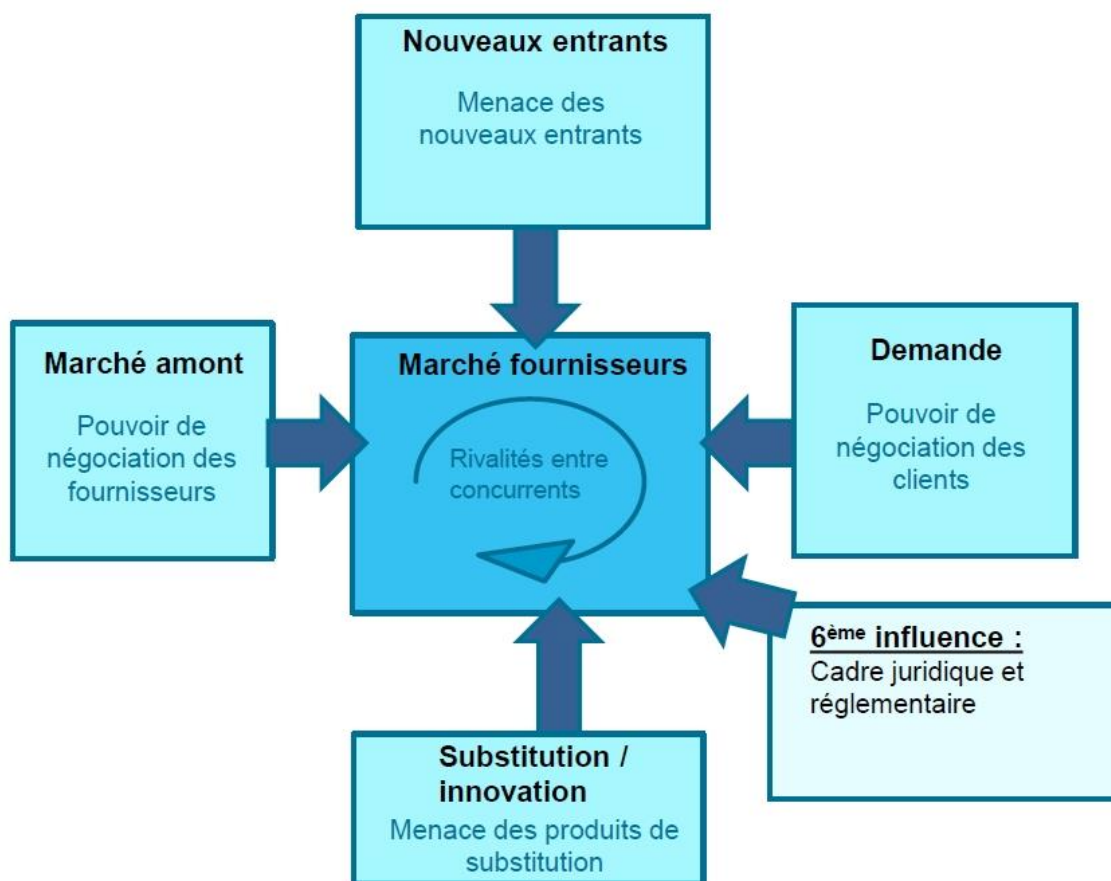 Nouveaux entrants
Menace des
nouveaux entrants
Marché amont
Pouvoir de
négociation des
fournisseurs
Marché fournisseurs
Rivalités entre
concurrents
Demande
Pouvoir de
négociation des
clients
6ème influence :
Cadre juridique et
réglementaire
Substitution /
innovation
Menace des produits de
substitution